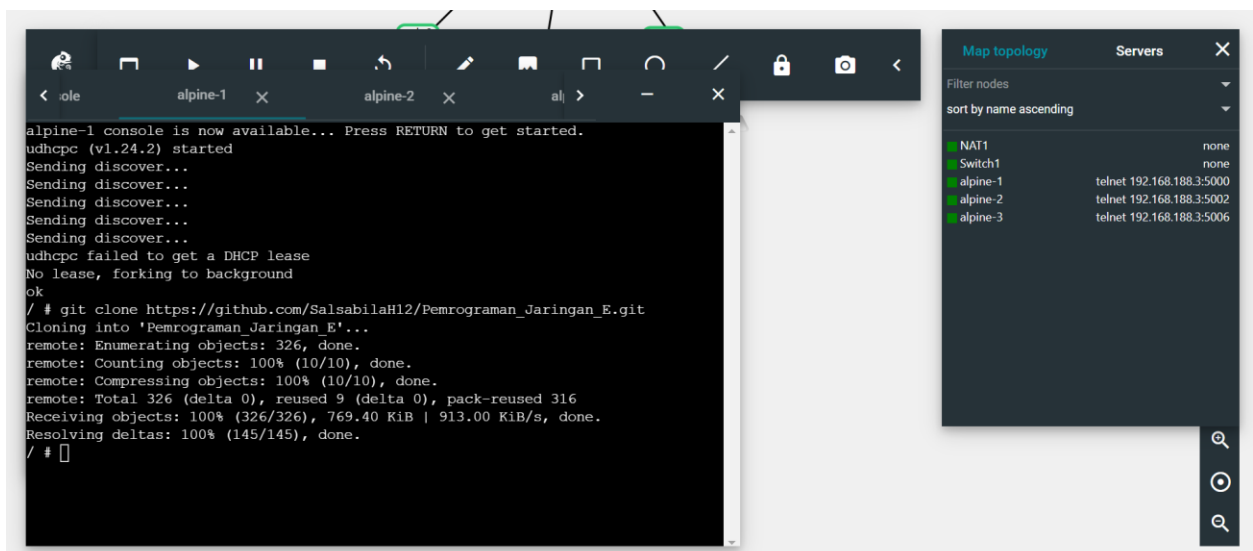 alpine-1
alpine-2
alpine-1 console is now available... Press RETURN to get started.
udhcpc (v1.24.2) started
Sending discover...
Sending discover...
Sending discover...
Sending discover...
Sending discover...
udhcpc failed to get a DHCP lease
No lease, forking to background
ok
/ # git clone https://github.com/SalsabilaH12/Pemrograman_Jaringan_E.git
Cloning into 'Pemrograman_Jaringan_E'...
remote: Enumerating objects: 326, done.
remote: Counting objects: 100% (10/10), done.
remote: Compressing objects: 100% (10/10), done.
remote: Total 326 (delta 0), reused 9 (delta 0), pack-reused 316
Receiving objects: 100% (326/326), 769.40 KiB | 913.00 KiB/s, done.
Resolving deltas: 100% (145/145), done.
/ #
Map topology Servers
Filter nodes
sort by name ascending
NAT1 none
Switch1 none
alpine-1 telnet 192.168.188.3:5000
alpine-2 telnet 192.168.188.3:5002
alpine-3 telnet 192.168.188.3:5006